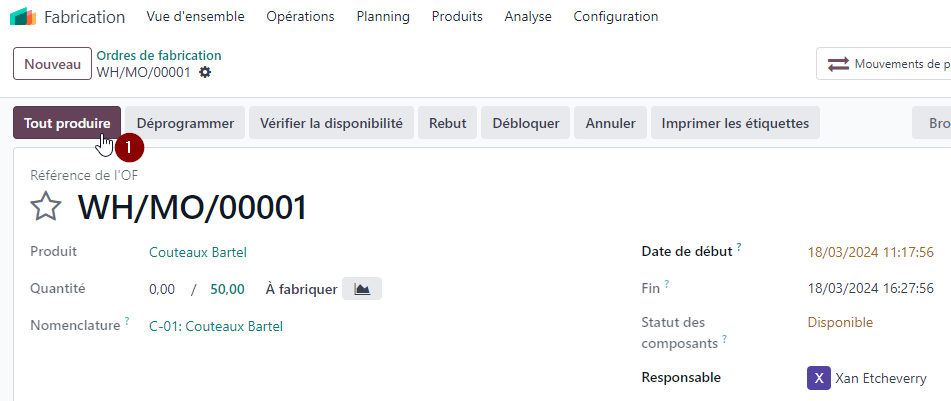 Fabrication Vue d'ensemble Opérations Planning Produits Analyse Configuration
Nouveau
Ordres de fabrication
WH/MO/00001
Mouvements de p
Tout produire Déprogrammer Vérifier la disponibilité Rebut Débloquer Annuler Imprimer les étiquettes Bro
1
Référence de l'OF
WH/MO/00001
Produit Couteaux Bartel
Date de début ? 18/03/2024 11:17:56
Quantité 0,00 / 50,00 À fabriquer
Fin ? 18/03/2024 16:27:56
Nomenclature ? C-01: Couteaux Bartel
Statut des composants ? Disponible
Responsable X Xan Etcheverry